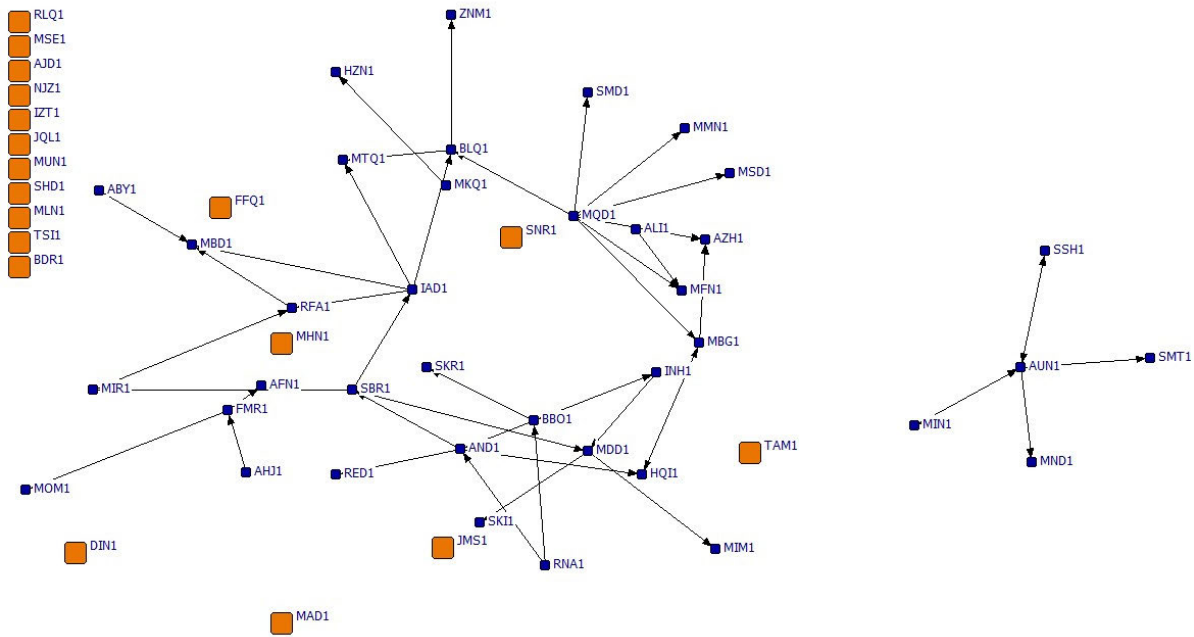 RLQ1
MSE1
AJD1
NJZ1
IZT1
JQL1
MUN1
SHD1
MLN1
TSI1
BDR1
ZNM1
HZN1
SMD1
MMN1
BLQ1
MTQ1
MSD1
MKQ1
ABY1
FFQ1
MQD1
ALI1
SNR1
AZH1
MBD1
SSH1
IAD1
MFN1
RFA1
MHN1
MBG1
SMT1
SKR1
AUN1
INH1
AFN1
MIR1
SBR1
FMR1
BBO1
MIN1
AND1
MDD1
TAM1
MND1
AHJ1
RED1
HQI1
MOM1
SKI1
DIN1
JMS1
MIM1
RNA1
MAD1